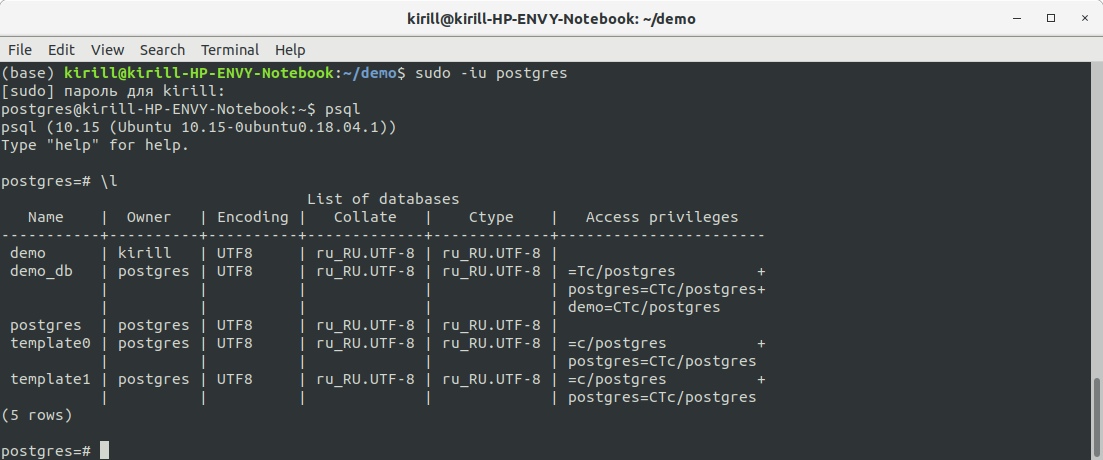 kirill@kirill-HP-ENVY-Notebook: ~/demo
File Edit View Search Terminal Help
(base) kirill@kirill-HP-ENVY-Notebook:~/demo$ sudo -iu postgres
[sudo] пароль для kirill:
postgres@kirill-HP-ENVY-Notebook:~$ psql
psql (10.15 (Ubuntu 10.15-0ubuntu0.18.04.1))
Type "help" for help.

postgres=# \l
                                  List of databases
   Name    |  Owner   | Encoding |   Collate   |    Ctype    |   Access privileges
-----------+----------+----------+-------------+-------------+-----------------------
 demo      | kirill   | UTF8     | ru_RU.UTF-8 | ru_RU.UTF-8 |
 demo_db   | postgres | UTF8     | ru_RU.UTF-8 | ru_RU.UTF-8 | =Tc/postgres         +
           |          |          |             |             | postgres=CTc/postgres+
           |          |          |             |             | demo=CTc/postgres
 postgres  | postgres | UTF8     | ru_RU.UTF-8 | ru_RU.UTF-8 |
 template0 | postgres | UTF8     | ru_RU.UTF-8 | ru_RU.UTF-8 | =c/postgres          +
           |          |          |             |             | postgres=CTc/postgres
 template1 | postgres | UTF8     | ru_RU.UTF-8 | ru_RU.UTF-8 | =c/postgres          +
           |          |          |             |             | postgres=CTc/postgres
(5 rows)

postgres=#